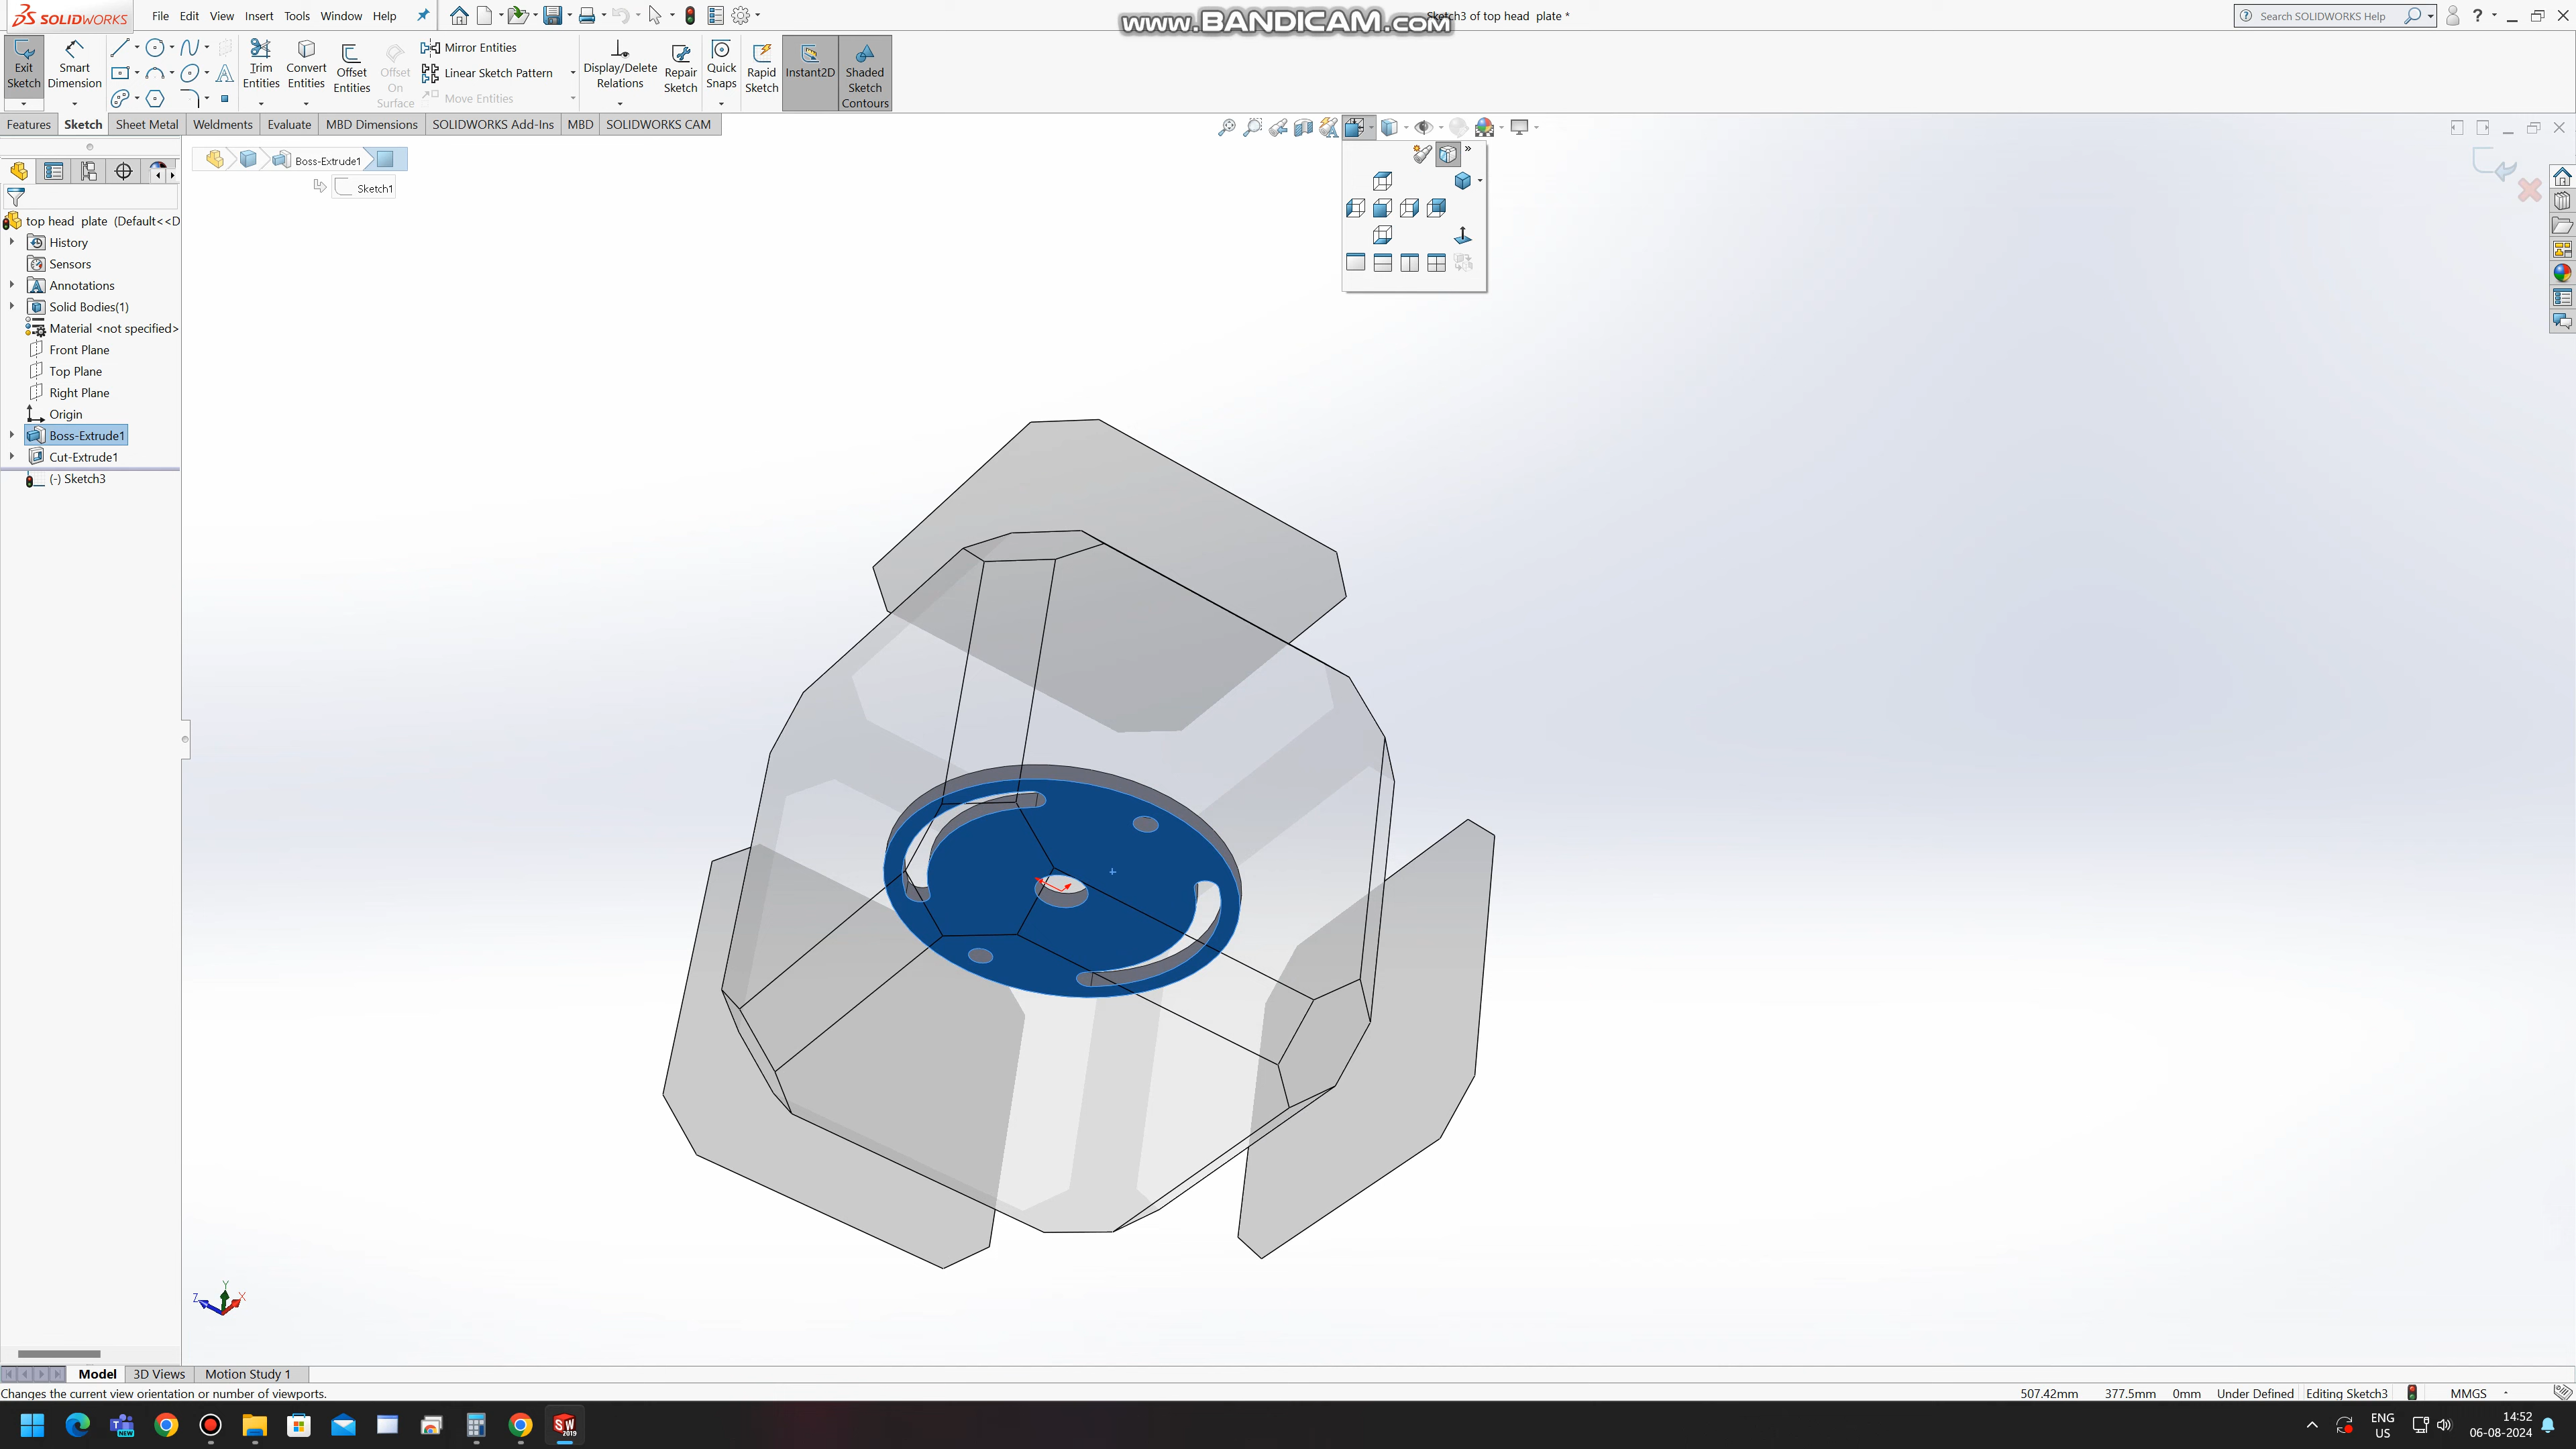 SOLIDWORKS
File Edit View Insert Tools Window Help
www.BANDICAM.com
Sketch3 of top head plate *
Search SOLIDWORKS Help
Exit Sketch
Smart Dimension
Trim Entities
Convert Entities
Offset Entities
Offset On Surface
Mirror Entities
Linear Sketch Pattern
Move Entities
Display/Delete Relations
Repair Sketch
Quick Snaps
Rapid Sketch
Instant2D
Shaded Sketch Contours
Features Sketch Sheet Metal Weldments Evaluate MBD Dimensions SOLIDWORKS Add-Ins MBD SOLIDWORKS CAM
Boss-Extrude1
Sketch1
top head plate (Default<<D
History
Sensors
Annotations
Solid Bodies(1)
Material <not specified>
Front Plane
Top Plane
Right Plane
Origin
Boss-Extrude1
Cut-Extrude1
(-) Sketch3
Y
Z X
Model 3D Views Motion Study 1
Changes the current view orientation or number of viewports.
507.42mm 377.5mm 0mm Under Defined Editing Sketch3 MMGS
ENG
US
14:52
06-08-2024
NEW
SW
2019